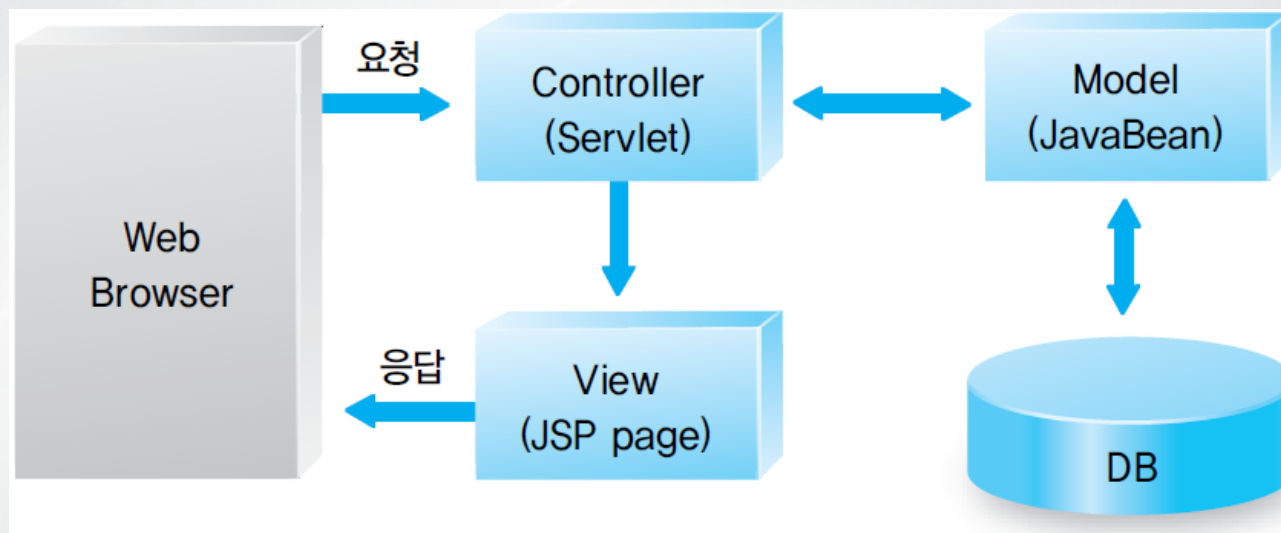 요청
Controller
(Servlet)
Model
(JavaBean)
Web
Browser
응답
View
(JSP page)
DB